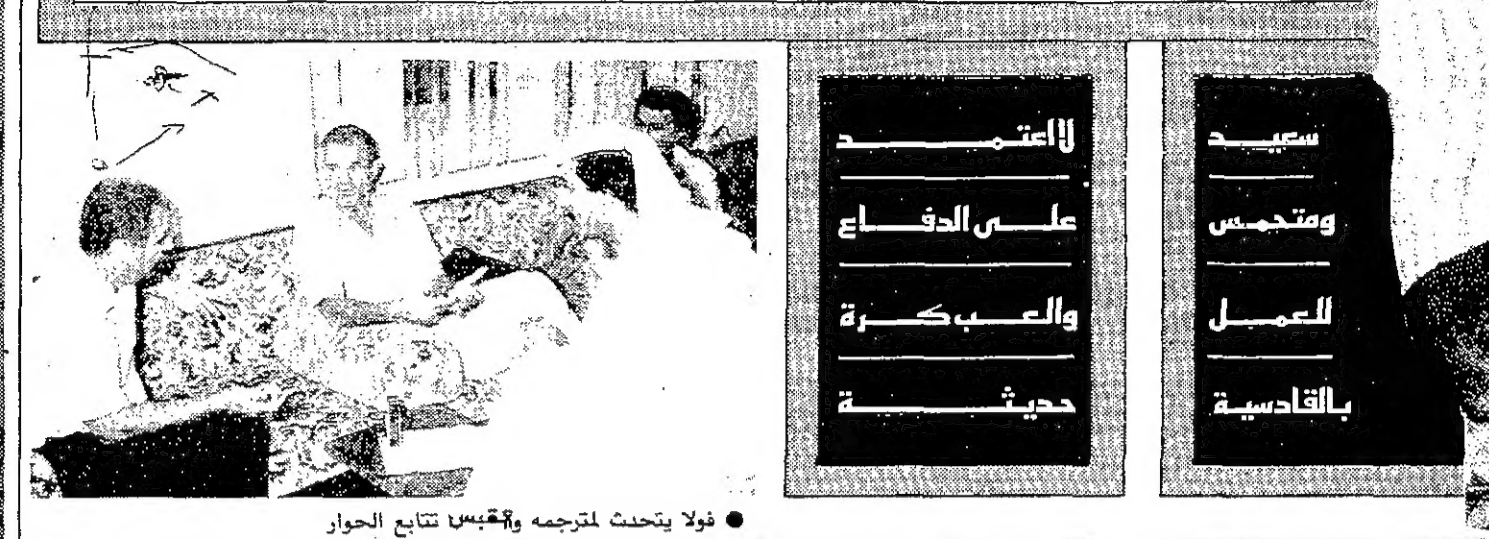 سعيد
ومتحمس
للعمل
بالقادسية
لا اعتمد
على الدفاع
والعب كرة
حديثة
● فولا يتحدث لمترجمه والقبس تتابع الحوار